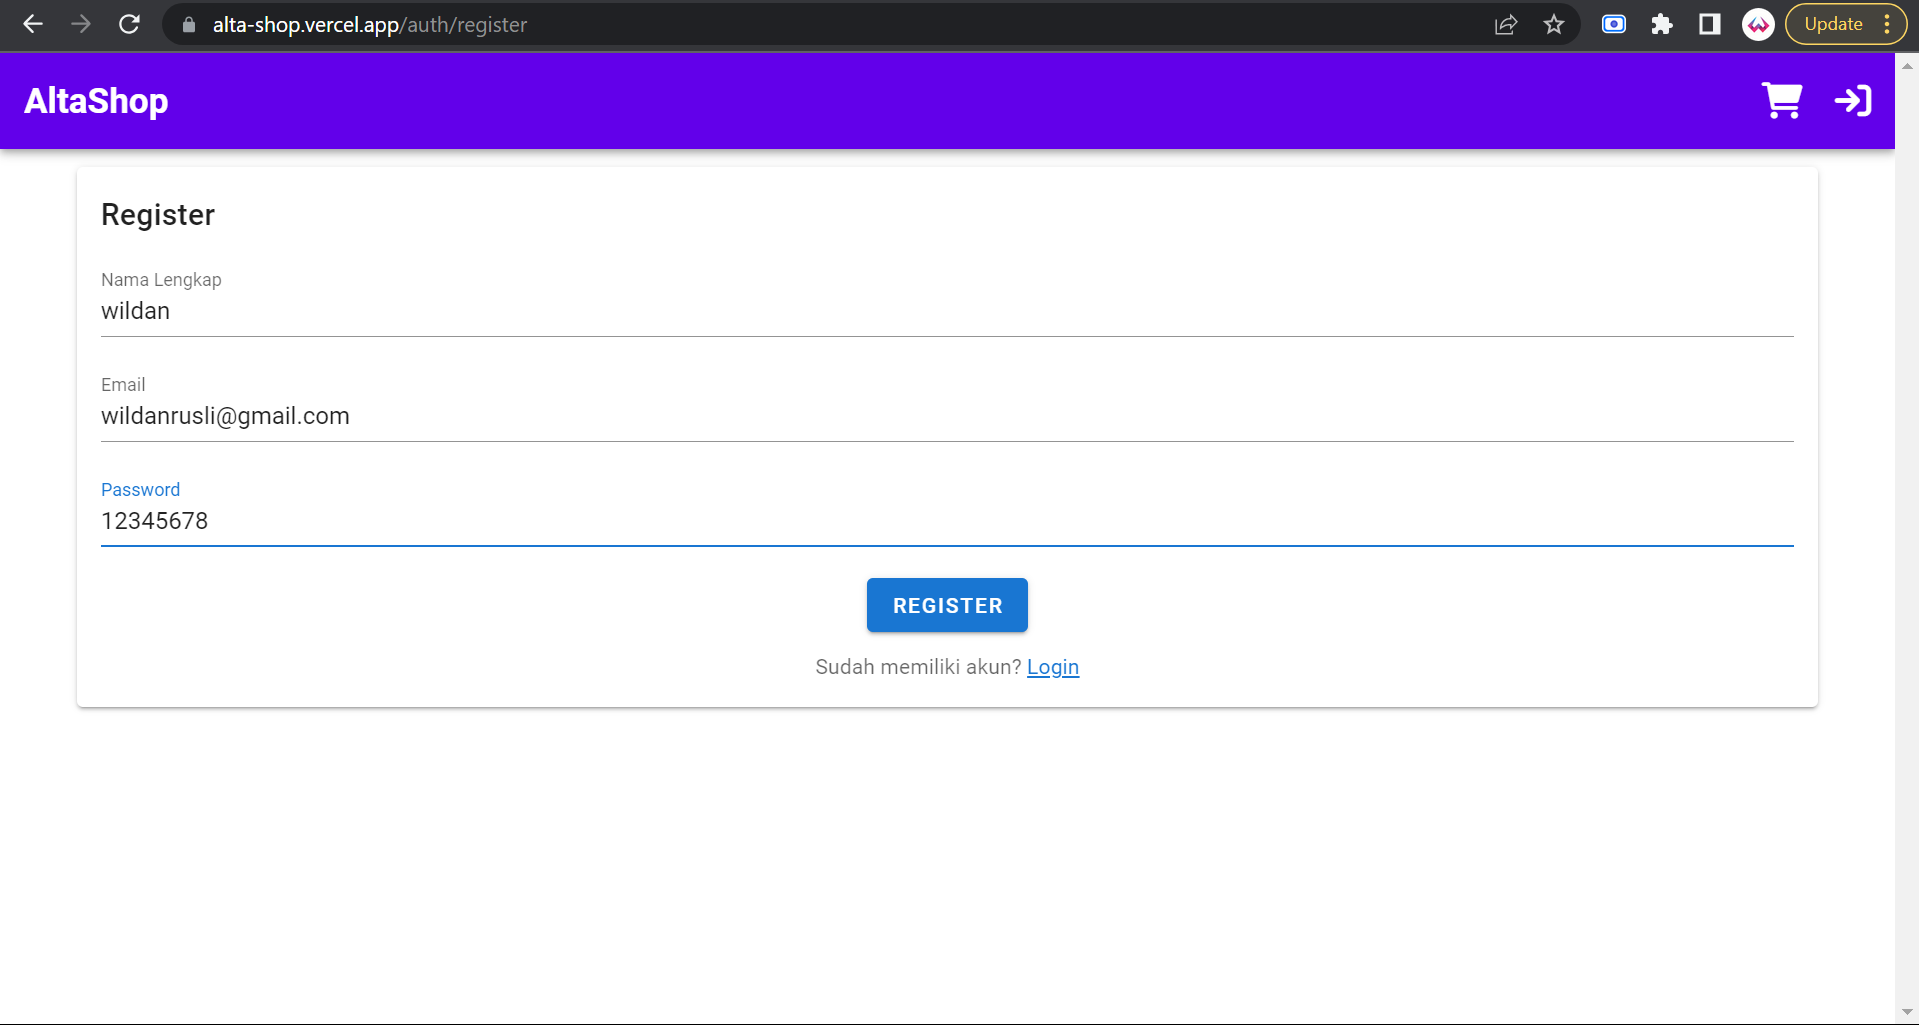 alta-shop.vercel.app/auth/register
Update
AltaShop
Register
Nama Lengkap
wildan
Email
wildanrusli@gmail.com
Password
12345678
REGISTER
Sudah memiliki akun? Login